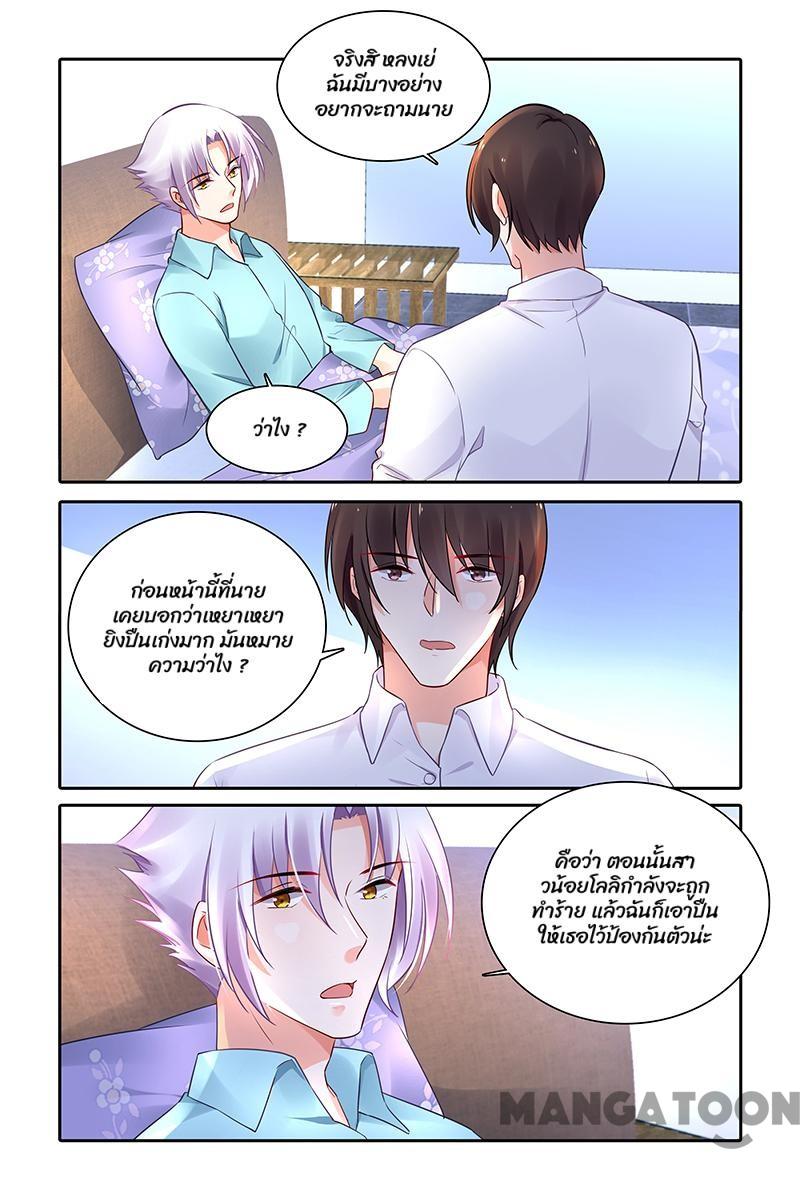 จริงสิ หลงเย่
ฉันมีบางอย่าง
อยากจะถามนาย
ว่าไง ?
ก่อนหน้านี้ที่นาย
เคยบอกว่าเหยาเหยา
ยิงปืนเก่งมาก มันหมาย
ความว่าไง ?
คือว่า ตอนนั้นสา
วน้อยโลลิกำลังจะถูก
ทำร้าย แล้วฉันก็เอาปืน
ให้เธอไว้ป้องกันตัวน่ะ
MANGATOON